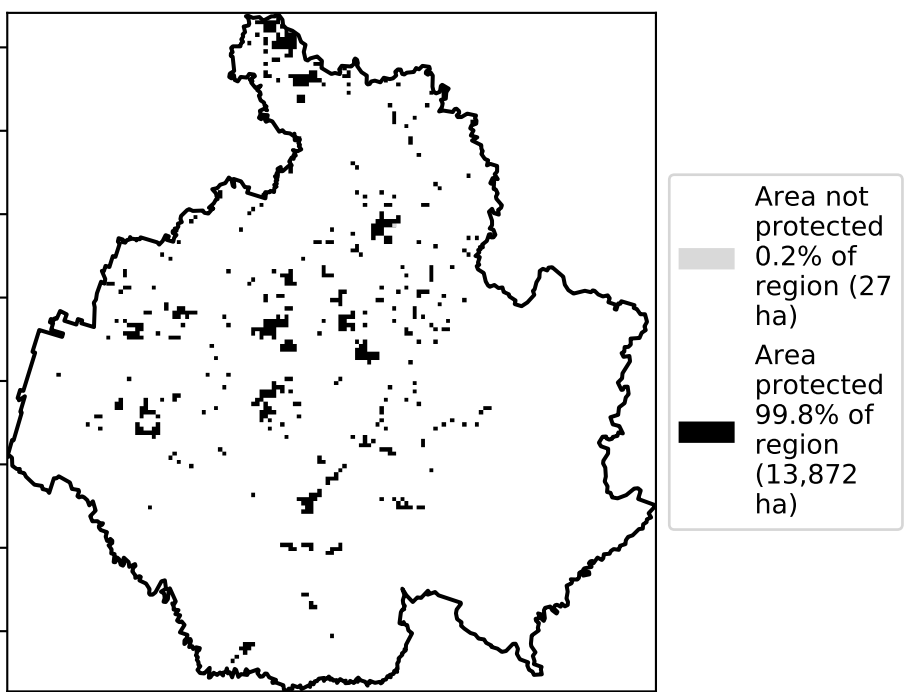 Area not
protected
0.2% of
region (27
ha)
Area
protected
99.8% of
region
(13,872
ha)